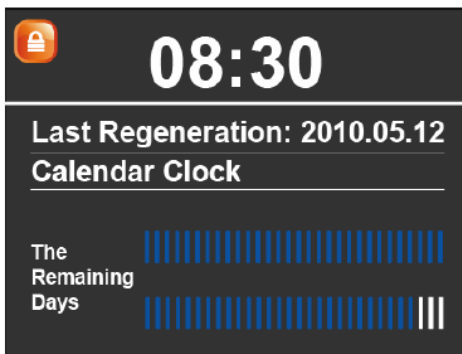 08:30
Last Regeneration: 2010.05.12
Calendar Clock
The
Remaining
Days